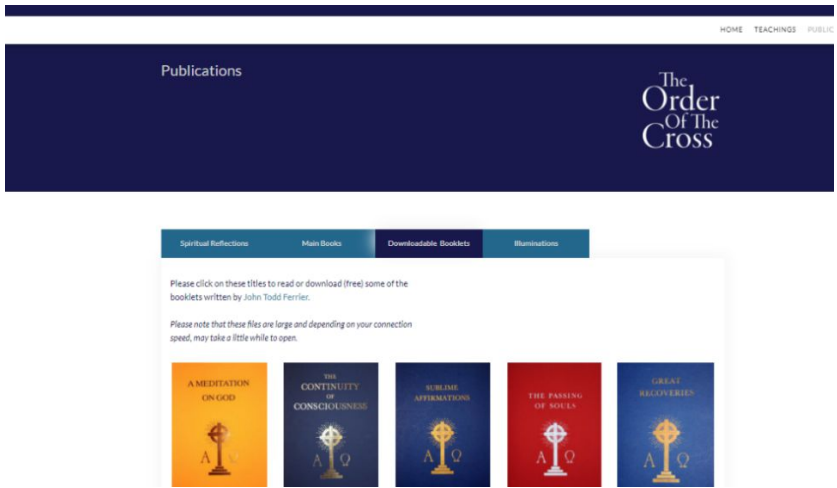 HOME TEACHINGS PUBLIC
Publications
The
Order
Of The
Cross
Spiritual Reflections Main Books Downloadable Booklets Illuminations
Please click on these titles to read or download (free) some of the
booklets written by John Todd Ferrier.
Please note that these files are large and depending on your connection
speed, may take a little while to open.
A MEDITATION
ON GOD
Α Ω
THE
CONTINUITY
OF
CONSCIOUSNESS
Α Ω
SUBLIME
AFFIRMATIONS
Α Ω
THE PASSING
OF SOULS
Α Ω
GREAT
RECOVERIES
Α Ω